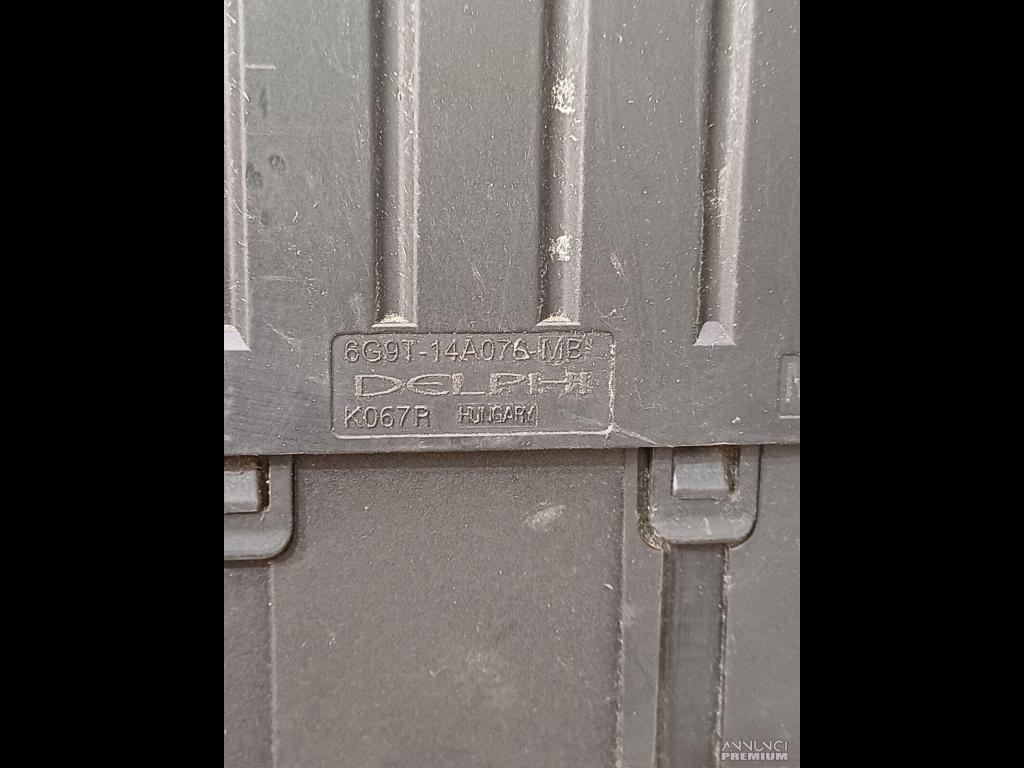 6G9T-14A076-MB
DELPHI
K067R HUNGARY
ANNUNCI
PREMIUM